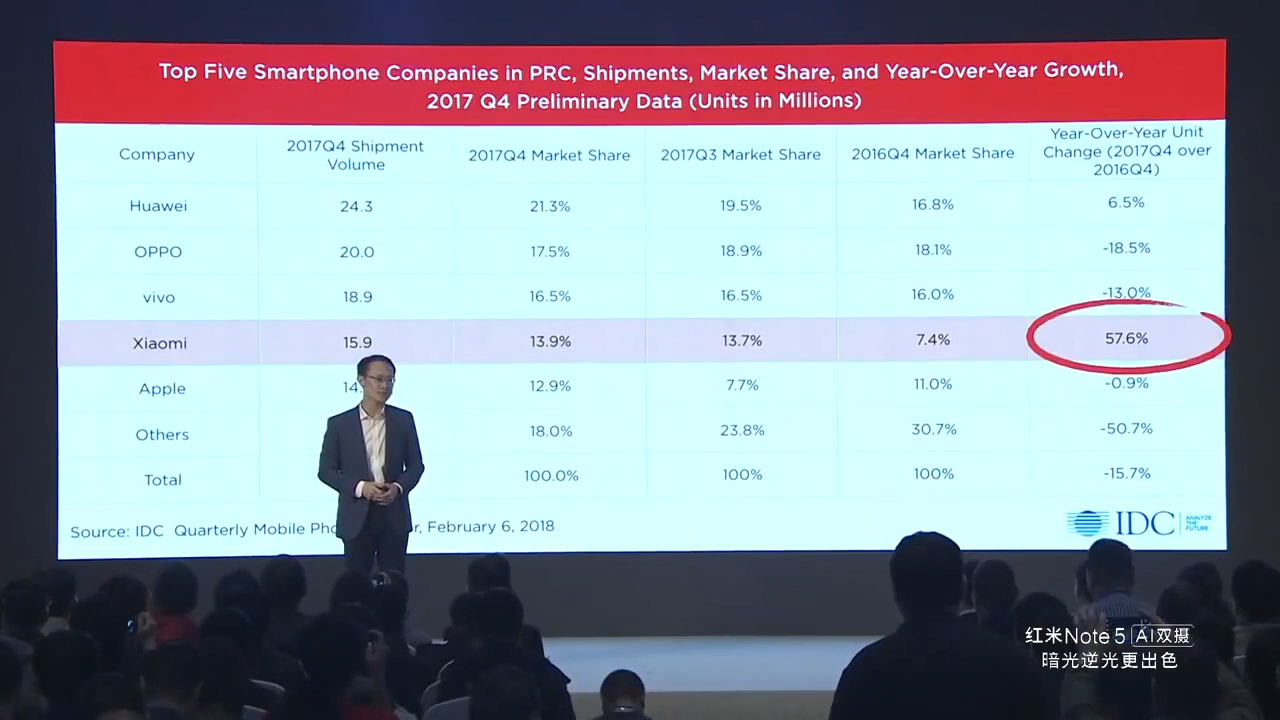 Top Five Smartphone Companies in PRC, Shipments, Market Share, and Year-Over-Year Growth,
2017 Q4 Preliminary Data (Units in Millions)
Company 2017Q4 Shipment Volume 2017Q4 Market Share 2017Q3 Market Share 2016Q4 Market Share Year-Over-Year Unit Change (2017Q4 over 2016Q4)
Huawei 24.3 21.3% 19.5% 16.8% 6.5%
OPPO 20.0 17.5% 18.9% 18.1% -18.5%
vivo 18.9 16.5% 16.5% 16.0% -13.0%
Xiaomi 15.9 13.9% 13.7% 7.4% 57.6%
Apple 14. 12.9% 7.7% 11.0% -0.9%
Others 18.0% 23.8% 30.7% -50.7%
Total 100.0% 100% 100% -15.7%
Source: IDC Quarterly Mobile , February 6, 2018
IDC
ANALYZE
THE
FUTURE
红米Note 5 AI双摄
暗光逆光更出色